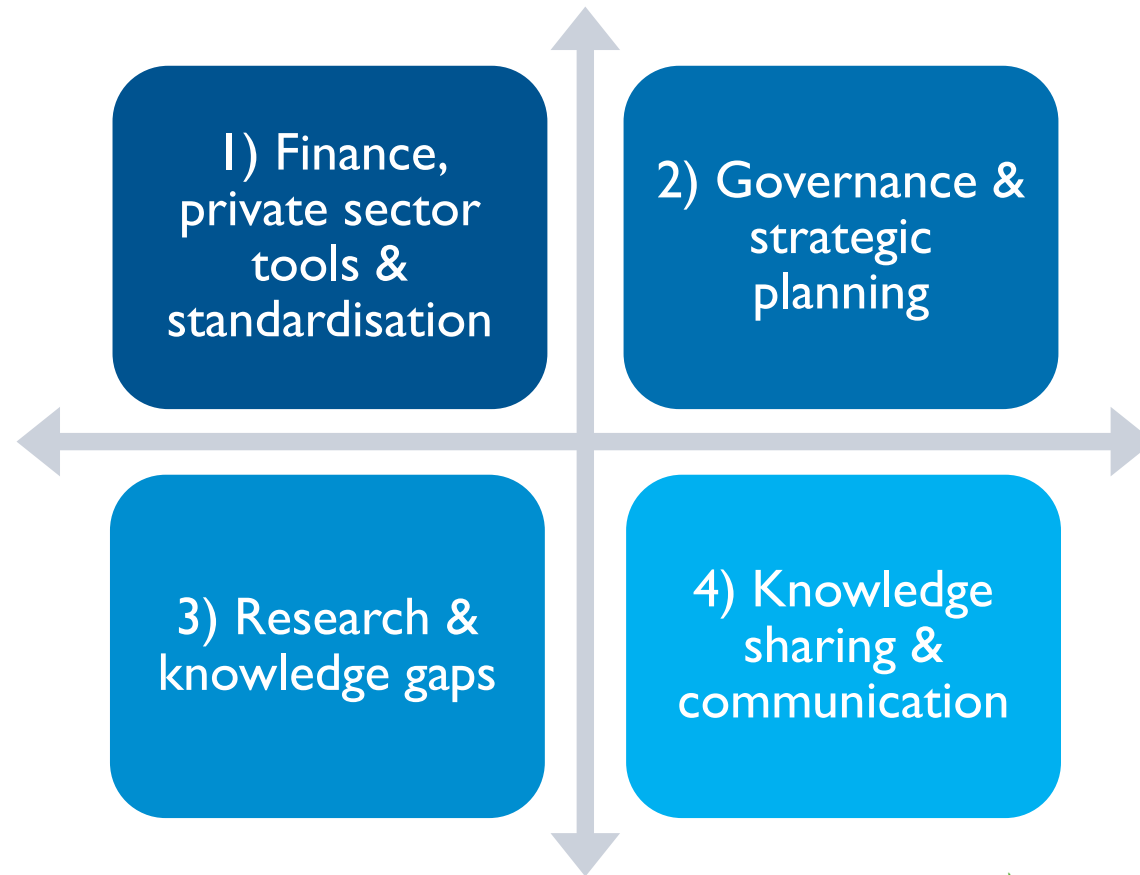 1) Finance,
private sector
tools &
standardisation
2) Governance &
strategic
planning
3) Research &
knowledge gaps
4) Knowledge
sharing &
communication